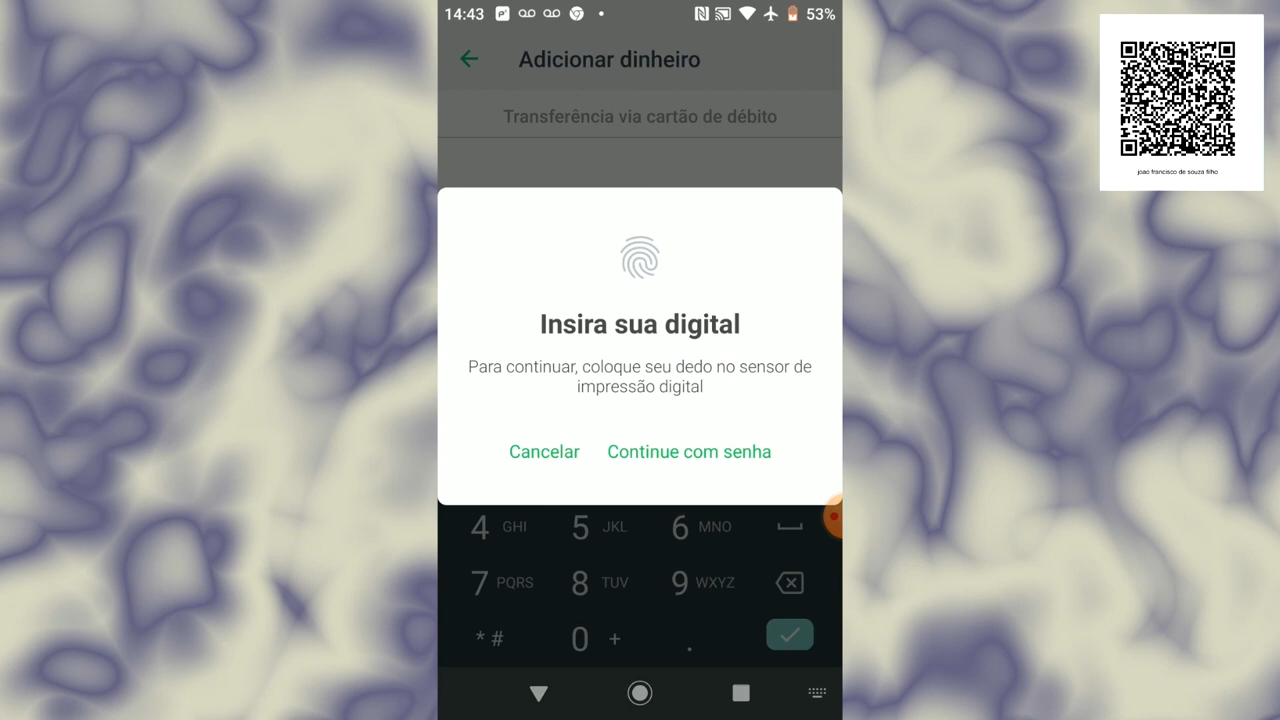 14:43 53%
Adicionar dinheiro
Transferência via cartão de débito
Insira sua digital
Para continuar, coloque seu dedo no sensor de
impressão digital
Cancelar Continue com senha
4 GHI 5 JKL 6 MNO
7 PQRS 8 TUV 9 WXYZ
* # 0 + .
joao francisco de souza filho